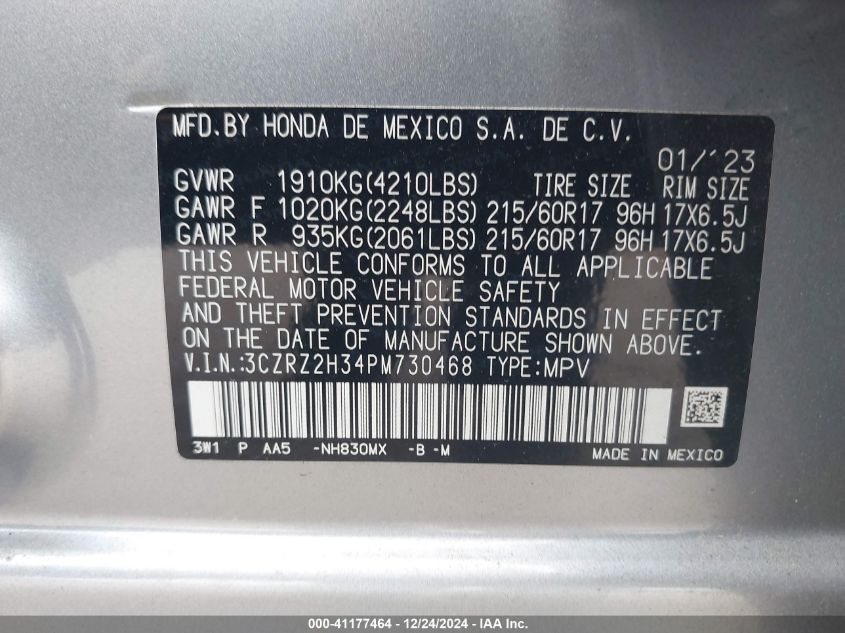 MFD.BY HONDA DE MEXICO S.A. DE C.V.
01/'23
GVWR 1910KG(4210LBS) TIRE SIZE RIM SIZE
GAWR F 1020KG(2248LBS) 215/60R17 96H 17X6.5J
GAWR R 935KG(2061LBS) 215/60R17 96H 17X6.5J
THIS VEHICLE CONFORMS TO ALL APPLICABLE
FEDERAL MOTOR VEHICLE SAFETY
AND THEFT PREVENTION STANDARDS IN EFFECT
ON THE DATE OF MANUFACTURE SHOWN ABOVE.
V.I.N.:3CZRZ2H34PM730468 TYPE:MPV
3W1 P AA5 -NH830MX -B -M MADE IN MEXICO
000-41177464 - 12/24/2024 - IAA Inc.